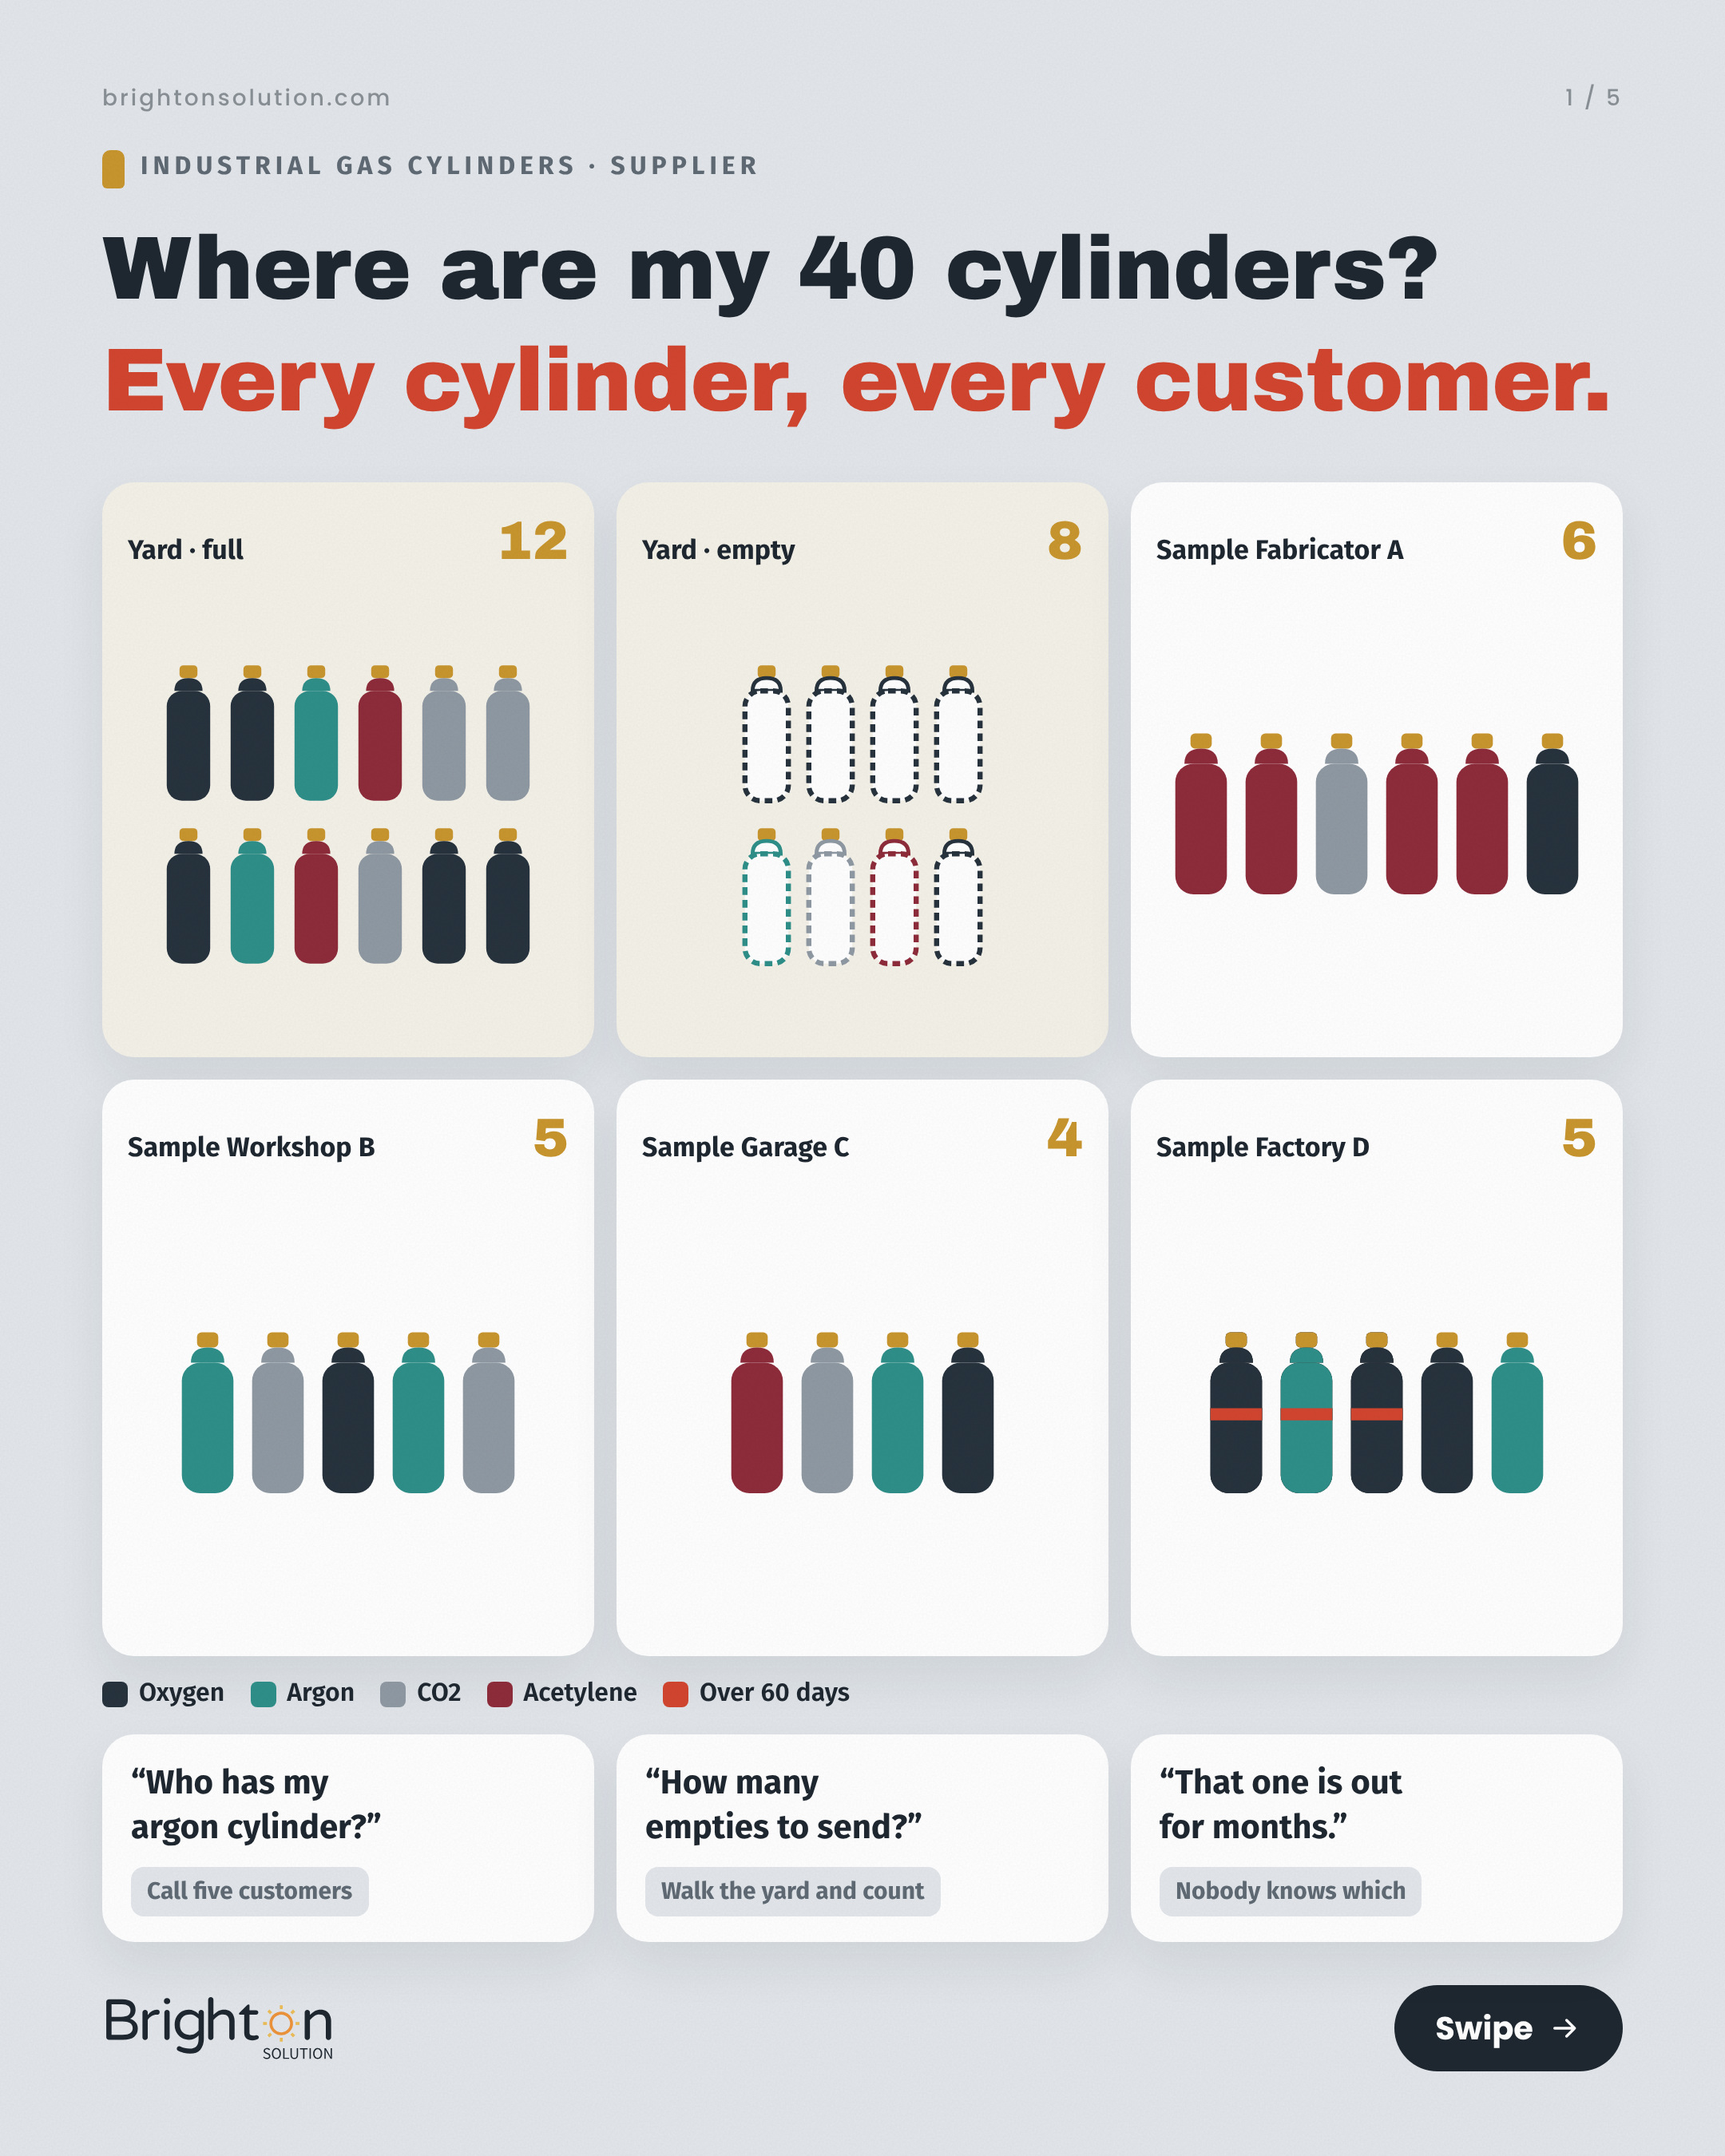 brightonsolution.com
1 / 5
INDUSTRIAL GAS CYLINDERS · SUPPLIER
Where are my 40 cylinders?
Every cylinder, every customer.
Yard · full
12
Yard · empty
8
Sample Fabricator A
6
Sample Workshop B
5
Sample Garage C
4
Sample Factory D
5
Oxygen
Argon
CO2
Acetylene
Over 60 days
“Who has my
argon cylinder?”
Call five customers
“How many
empties to send?”
Walk the yard and count
“That one is out
for months.”
Nobody knows which
Brighton
SOLUTION
Swipe →